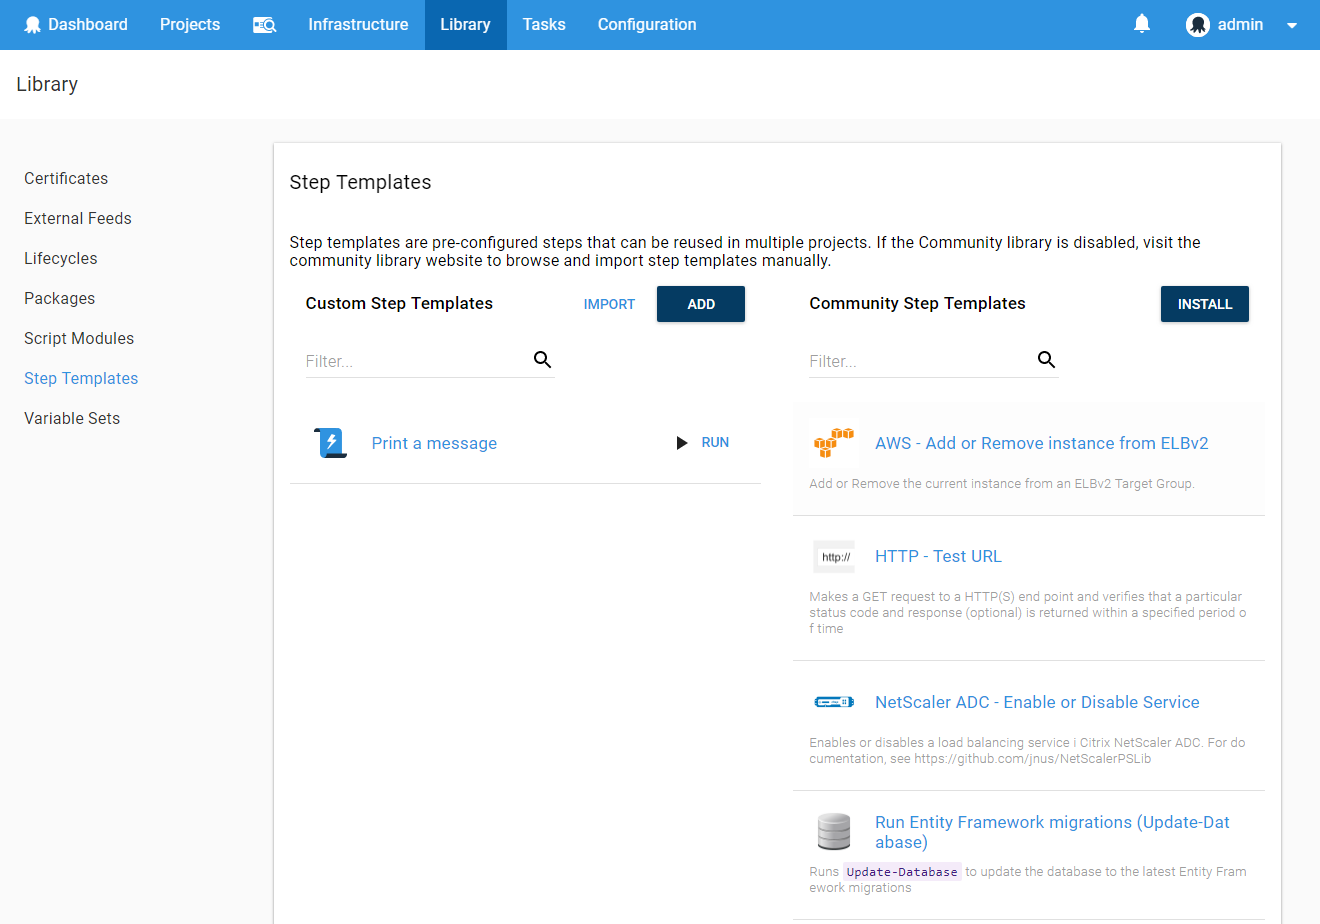 Dashboard
Projects
Infrastructure
Library
Tasks
Configuration
admin
Library
Certificates
External Feeds
Lifecycles
Packages
Script Modules
Step Templates
Variable Sets
Step Templates
Step templates are pre-configured steps that can be reused in multiple projects. If the Community library is disabled, visit the
community library website to browse and import step templates manually.
Custom Step Templates
IMPORT
ADD
Filter...
Print a message
RUN
Community Step Templates
INSTALL
Filter...
AWS - Add or Remove instance from ELBv2
Add or Remove the current instance from an ELBv2 Target Group.
http://
HTTP - Test URL
Makes a GET request to a HTTP(S) end point and verifies that a particular
status code and response (optional) is returned within a specified period o
f time
NetScaler ADC - Enable or Disable Service
Enables or disables a load balancing service i Citrix NetScaler ADC. For do
cumentation, see https://github.com/jnus/NetScalerPSLib
Run Entity Framework migrations (Update-Dat
abase)
Runs Update-Database to update the database to the latest Entity Fram
ework migrations